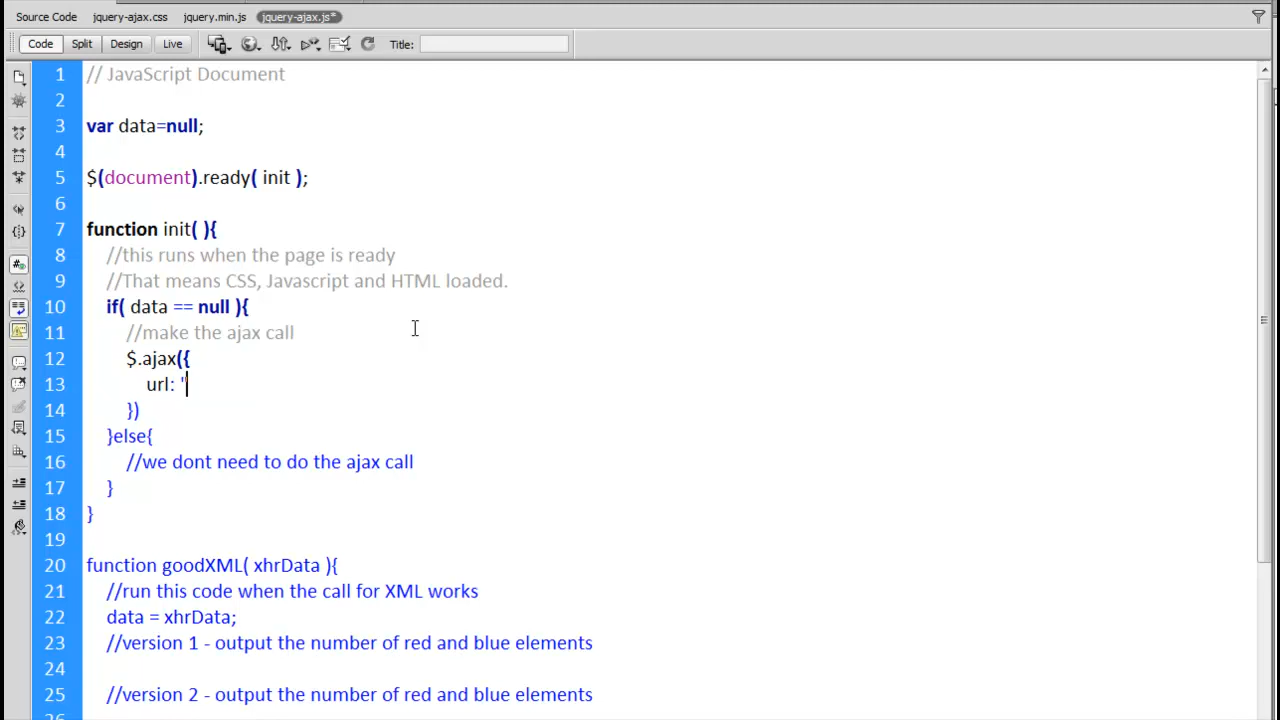 Source Code jquery-ajax.css jquery.min.js jquery-ajax.js*
Code Split Design Live Title:
1 // JavaScript Document
2
3 var data=null;
4
5 $(document).ready( init );
6
7 function init( ){
8 //this runs when the page is ready
9 //That means CSS, Javascript and HTML loaded.
10 if( data == null ){
11 //make the ajax call
12 $.ajax({
13 url: "
14 })
15 }else{
16 //we dont need to do the ajax call
17 }
18 }
19
20 function goodXML( xhrData ){
21 //run this code when the call for XML works
22 data = xhrData;
23 //version 1 - output the number of red and blue elements
24
25 //version 2 - output the number of red and blue elements